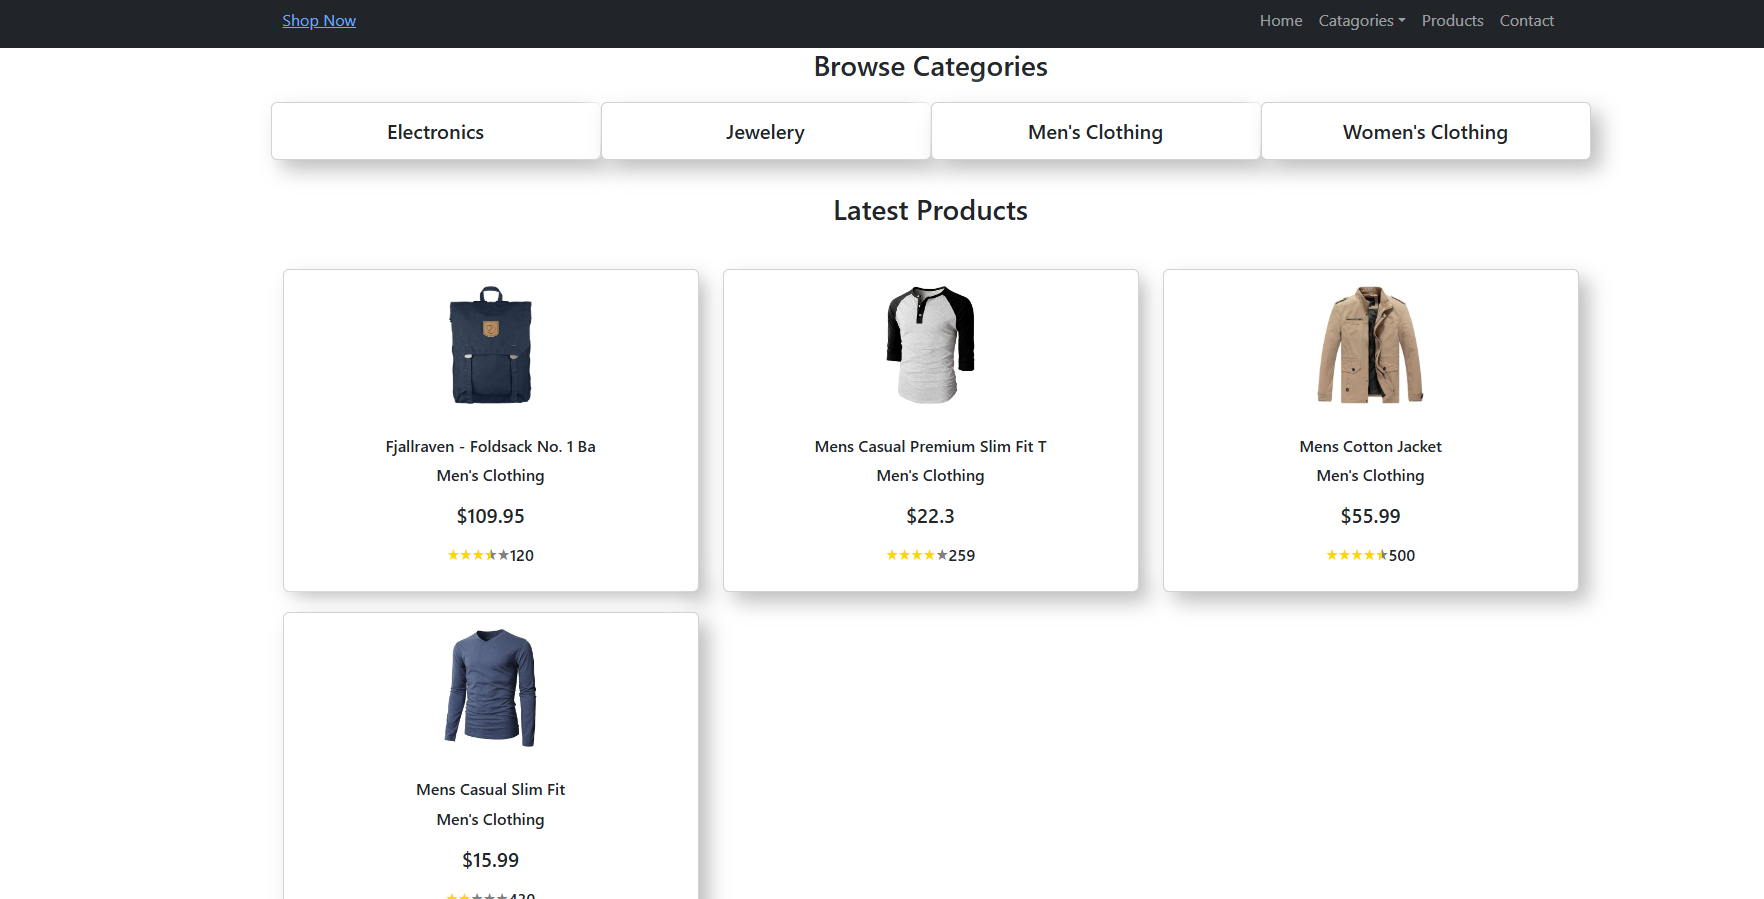 Shop Now
Home Catagories Products Contact
Browse Categories
Electronics
Jewelery
Men's Clothing
Women's Clothing
Latest Products
Fjallraven - Foldsack No. 1 Ba
Men's Clothing
$109.95
★★★★★120
Mens Casual Premium Slim Fit T
Men's Clothing
$22.3
★★★★★259
Mens Cotton Jacket
Men's Clothing
$55.99
★★★★★500
Mens Casual Slim Fit
Men's Clothing
$15.99
★★★★★430